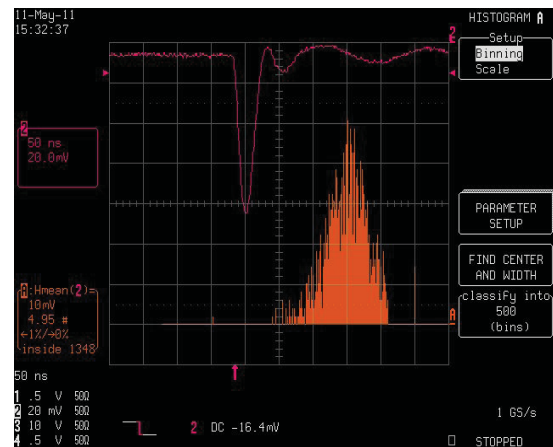 11-May-11
15:32:37
HISTOGRAM A
Setup
Binning
Scale
2
2
50 ns
20.0mV
PARAMETER
SETUP
FIND CENTER
AND WIDTH
classify into
500
(bins)
A:Hmean(2)=
10mV
4.95 #
←1%/→0%
inside 1348
A
50 ns
1 .5 V 50Ω
2 20 mV 50Ω
3 10 V 50Ω
4 .5 V 50Ω
2 DC -16.4mV
1 GS/s
STOPPED